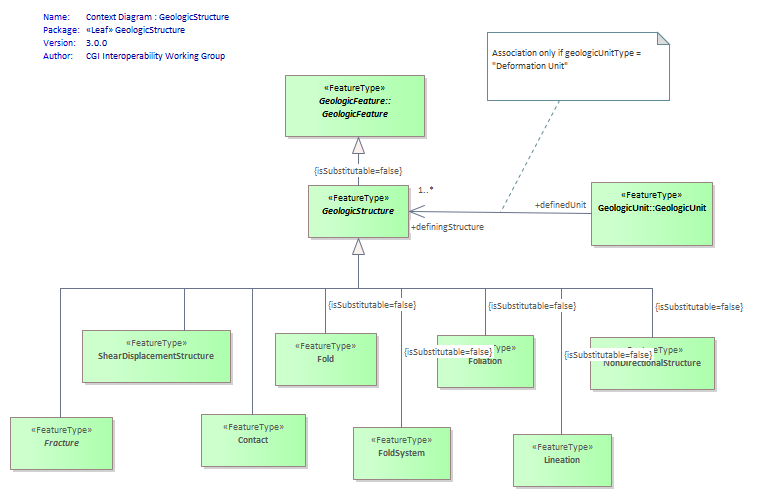 Name: Context Diagram : GeologicStructure
Package: «Leaf» GeologicStructure
Version: 3.0.0
Author: CGI Interoperability Working Group
Association only if geologicUnitType =
"Deformation Unit"
«FeatureType»
GeologicFeature::
GeologicFeature
{isSubstitutable=false}
«FeatureType»
GeologicStructure
1..*
+definingStructure
+definedUnit
«FeatureType»
GeologicUnit::GeologicUnit
{isSubstitutable=false}
{isSubstitutable=false}
{isSubstitutable=false}
«FeatureType»
ShearDisplacementStructure
«FeatureType»
Fold
{isSubstitutable=false}
Type»
Foliation
{isSubstitutable=false}
NonDirectionalStructure
«FeatureType»
Fracture
«FeatureType»
Contact
«FeatureType»
FoldSystem
«FeatureType»
Lineation